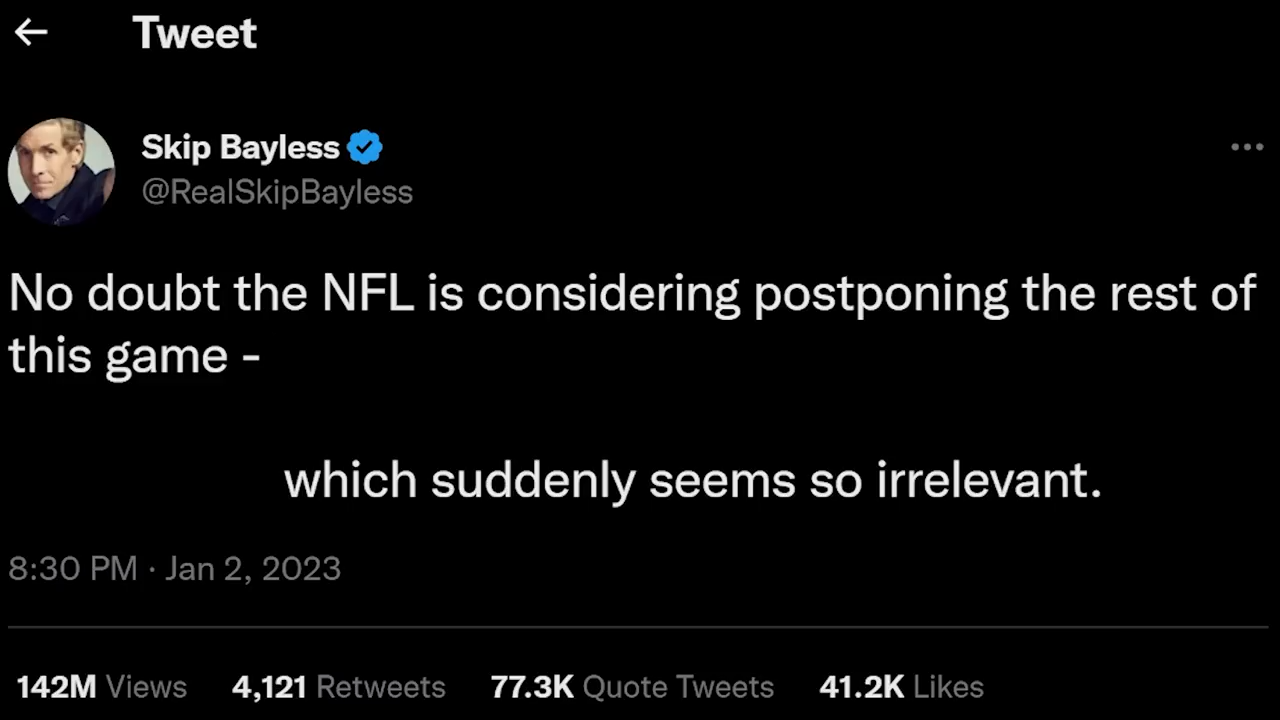 Tweet
Skip Bayless
@RealSkipBayless
No doubt the NFL is considering postponing the rest of
this game -
which suddenly seems so irrelevant.
8:30 PM · Jan 2, 2023
142M Views 4,121 Retweets 77.3K Quote Tweets 41.2K Likes